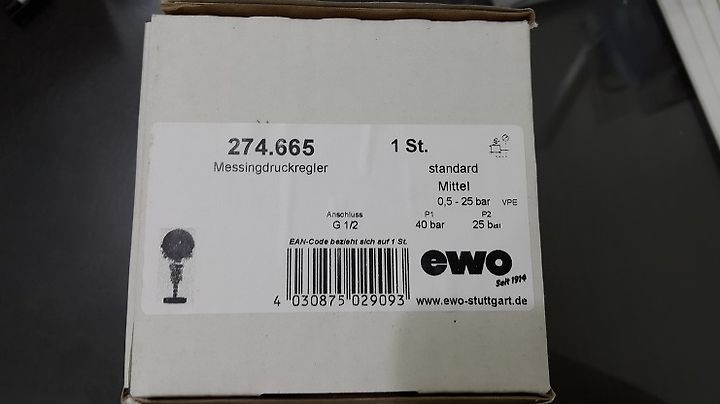 274.665 1 St.
Messingdruckregler standard
Mittel
0,5 - 25 bar VPE
Anschluss P1 P2
G 1/2 40 bar 25 bar
EAN-Code bezieht sich auf 1 St.
ewo
Seit 1914
4 030875 029093
www.ewo-stuttgart.de